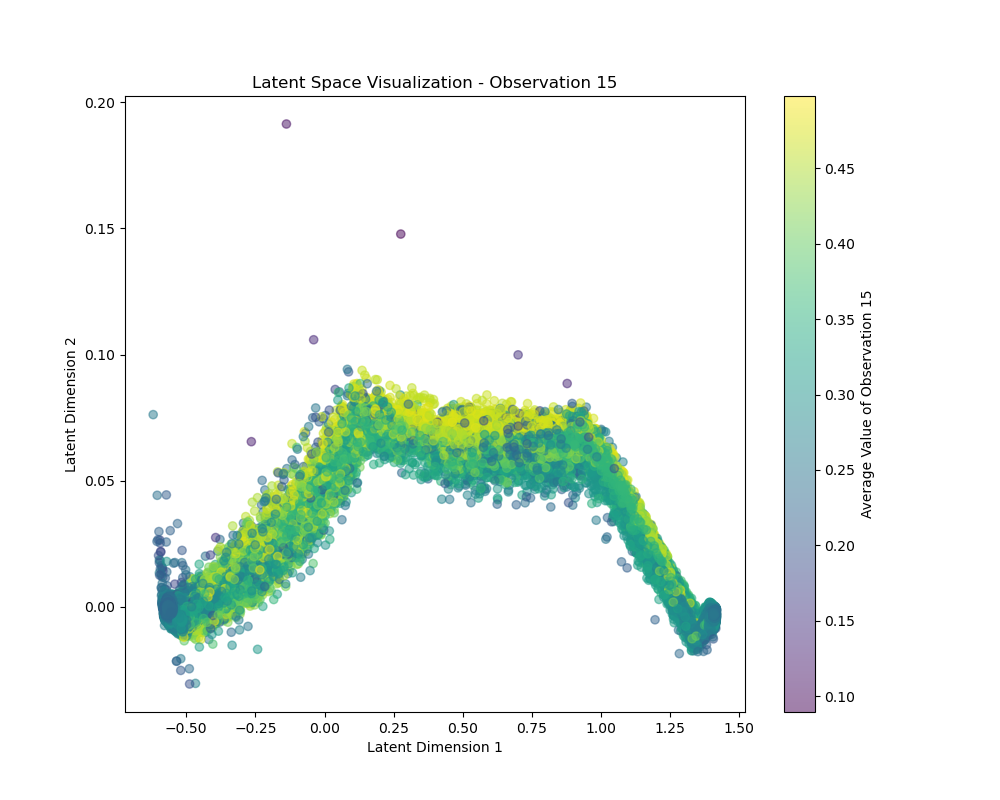 Latent Space Visualization - Observation 15
0.20
0.15
0.10
0.05
0.00
Latent Dimension 2
−0.50 −0.25 0.00 0.25 0.50 0.75 1.00 1.25 1.50
Latent Dimension 1
0.45
0.40
0.35
0.30
0.25
0.20
0.15
0.10
Average Value of Observation 15